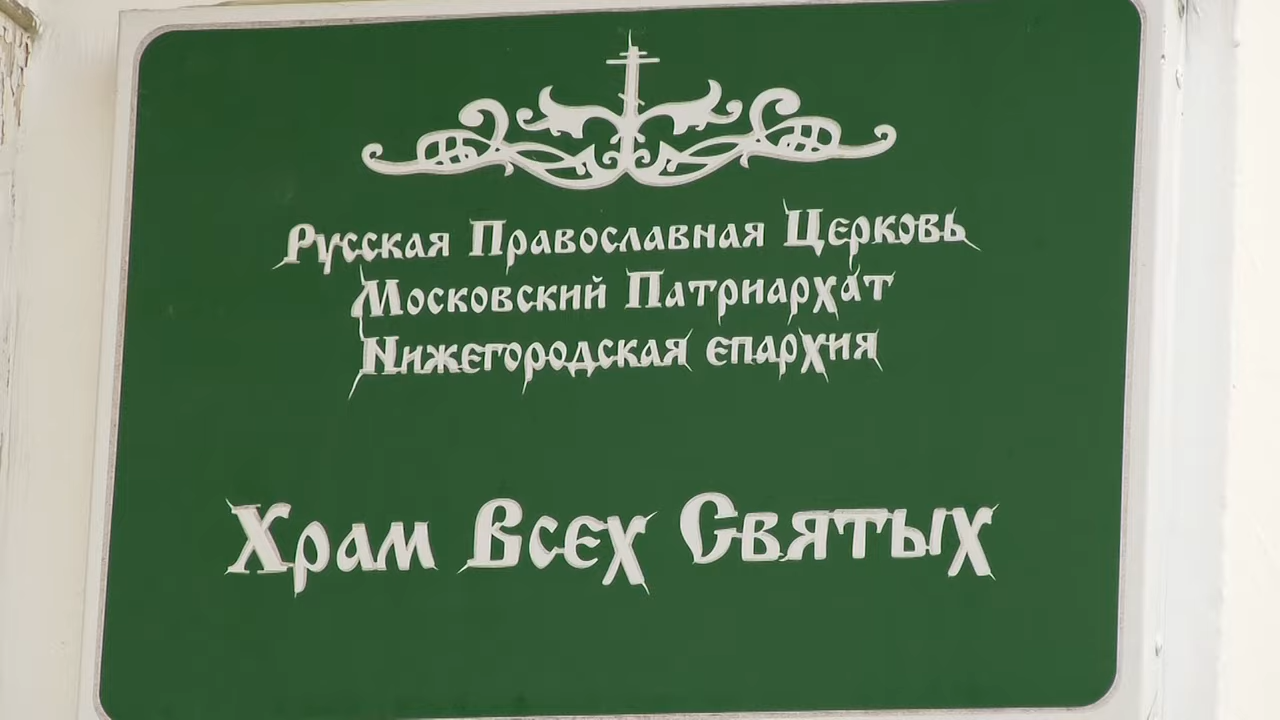 Русская Православная Церковь
Московский Патриархат
Нижегородская епархия
Храм Всех Святых